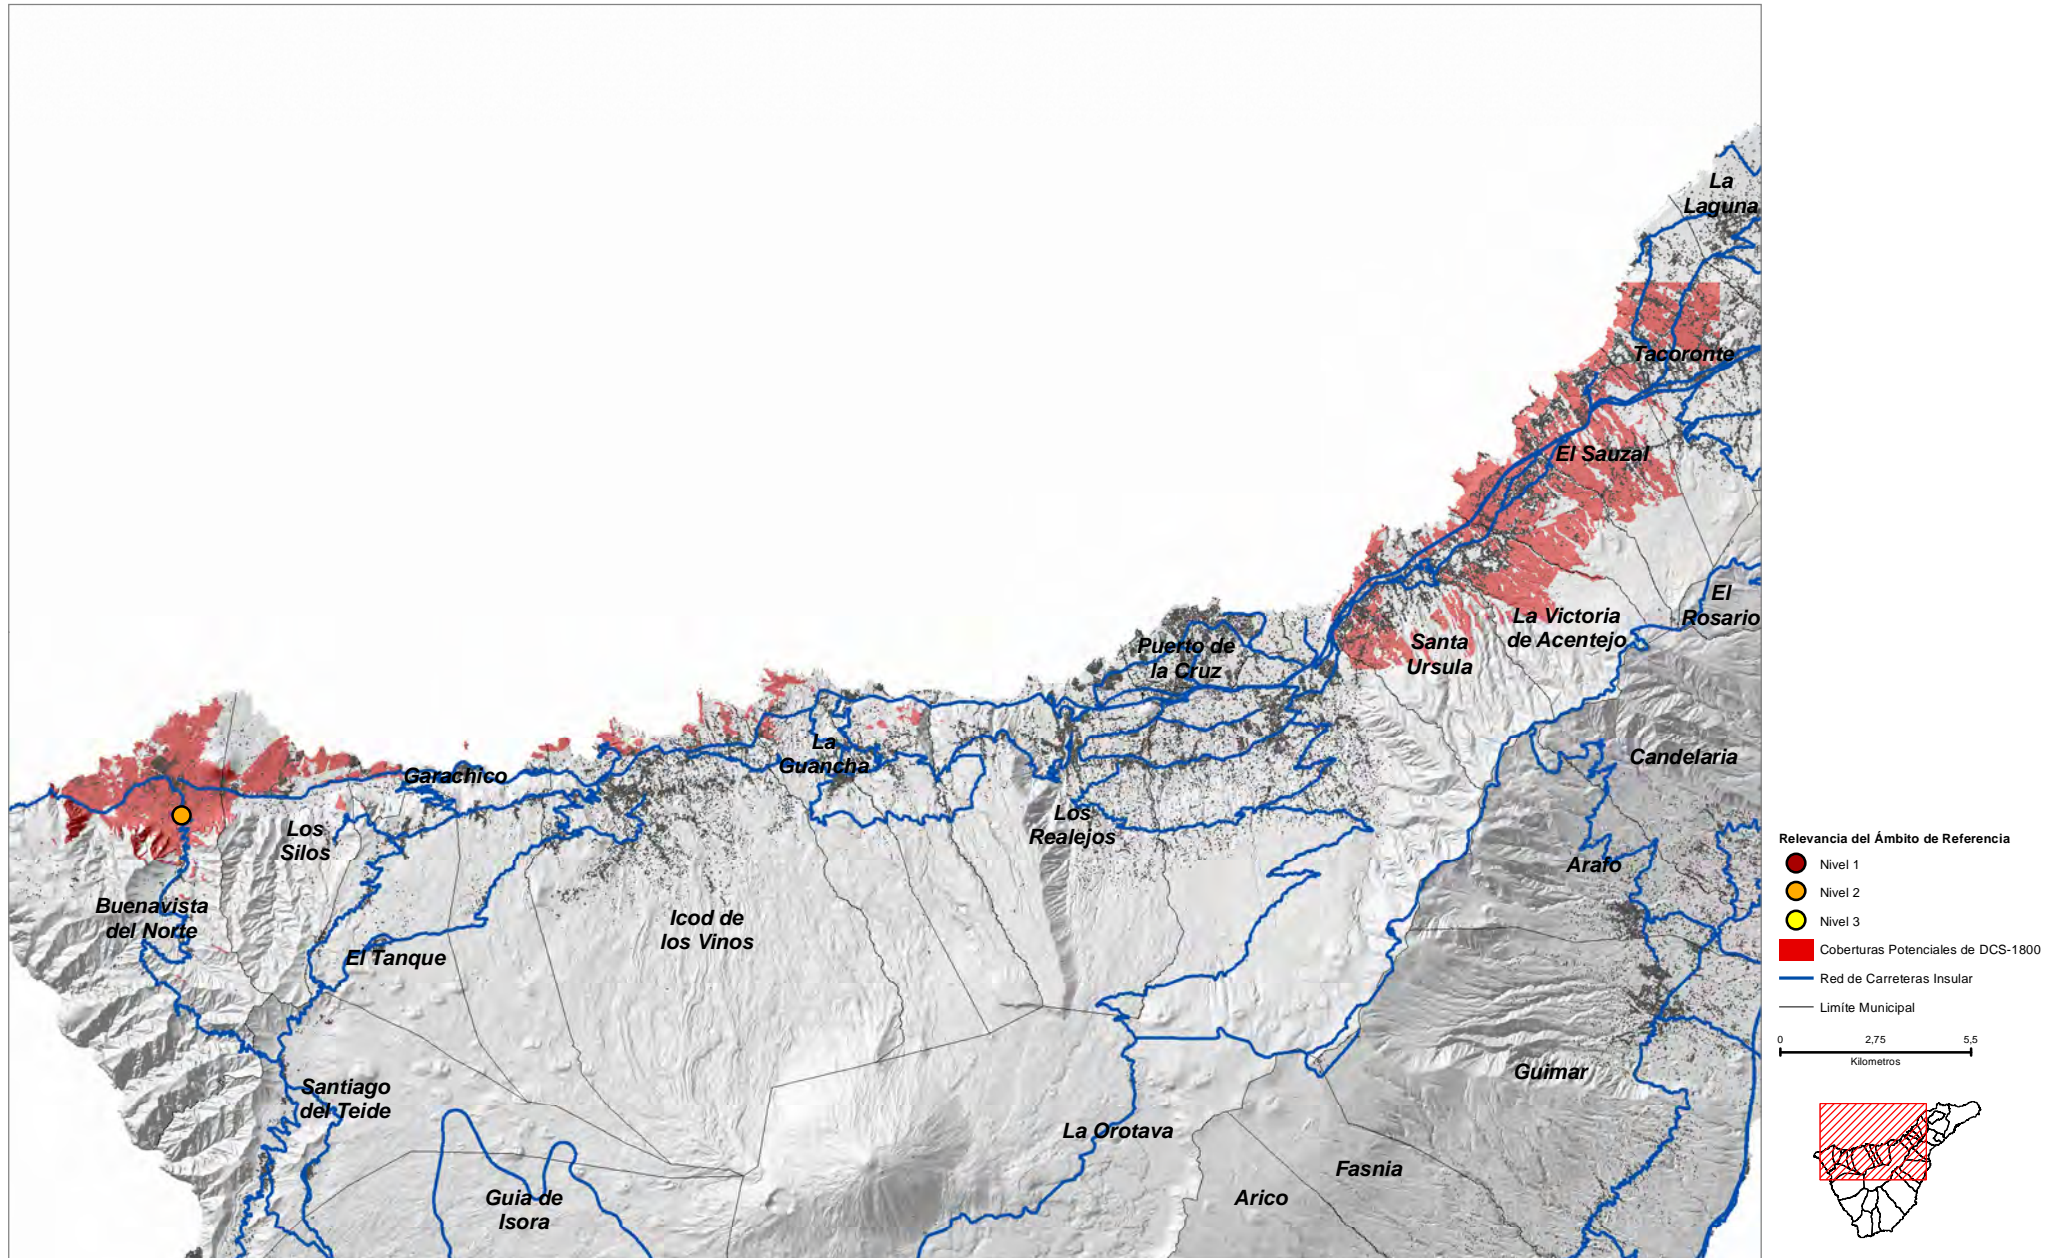 La
Laguna
Tacoronte
El Sauzal
El
Rosario
La Victoria
de Acentejo
Santa
Ursula
Puerto de
la Cruz
La
Guancha
Candelaria
Garachico
Los
Silos
Los
Realejos
Arafo
Buenavista
del Norte
Icod de
los Vinos
El Tanque
Guimar
Santiago
del Teide
La Orotava
Fasnia
Guia de
Isora
Arico
Relevancia del Ámbito de Referencia
Nivel 1
Nivel 2
Nivel 3
Coberturas Potenciales de DCS-1800
Red de Carreteras Insular
Limíte Municipal
0 2,75 5,5
Kilometros